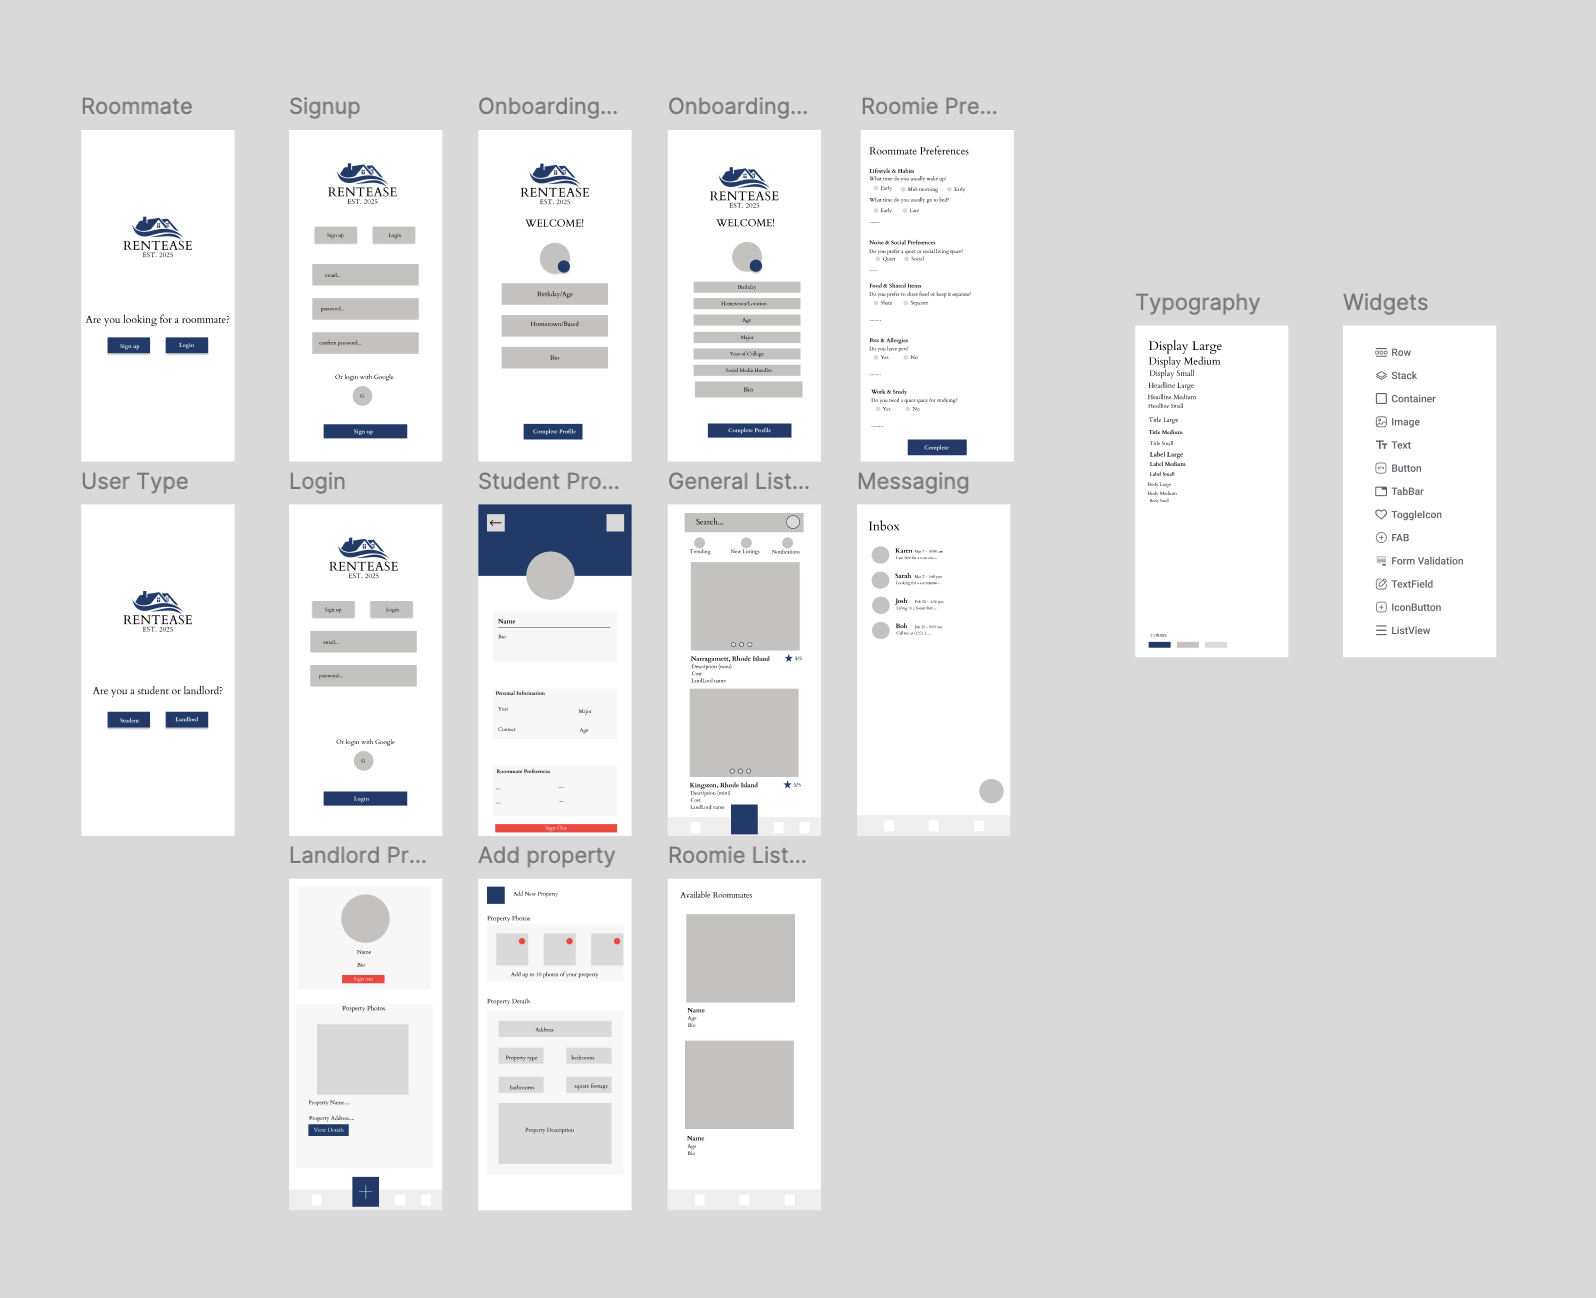 Roommate
RENTEASE
EST. 2025
Are you looking for a roommate?
Sign up
Login
Signup
RENTEASE
EST. 2025
Sign up
Login
email...
password...
confirm password...
Or login with Google
G
Sign up
Onboarding...
RENTEASE
EST. 2025
WELCOME!
Birthday/Age
Hometown/Based
Bio
Complete Profile
Onboarding...
RENTEASE
EST. 2025
WELCOME!
Birthday
Hometown/Location
Age
Major
Year of College
Social Media Handles
Bio
Complete Profile
Roomie Pre...
Roommate Preferences
Lifestyle & Habits
What time do you usually wake up?
Early
Mid-morning
Early
What time do you usually go to bed?
Early
Late
Noise & Social Preferences
Do you prefer a quiet or social living space?
Quiet
Social
Food & Shared Items
Do you prefer to share food or keep it separate?
Share
Separate
Pets & Allergies
Do you have pets?
Yes
No
Work & Study
Do you need a quiet space for studying?
Yes
No
Complete
User Type
RENTEASE
EST. 2025
Are you a student or landlord?
Student
Landlord
Login
RENTEASE
EST. 2025
Sign up
Login
email...
password...
Or login with Google
G
Login
Student Pro...
Name
Bio
Personal Information
Year
Major
Contact
Age
Roommate Preferences
Sign Out
General List...
Search...
Trending
New Listings
Notifications
Narragansett, Rhode Island
5/5
Description (mini)
Cost
LandLord name
Kingston, Rhode Island
5/5
Description (mini)
Cost
LandLord name
Messaging
Inbox
Karen
Sarah
Looking for a roommate...
Josh
Bob
Landlord Pr...
Name
Bio
Sign out
Property Photos
Property Name...
Property Address...
View Details
Add property
Add New Property
Property Photos
Add up to 10 photos of your property
Property Details
Address
Property type
bedrooms
bathrooms
square footage
Property Description
Roomie List...
Available Roommates
Name
Age
Bio
Name
Age
Bio
Typography
Display Large
Display Medium
Display Small
Headline Large
Headline Medium
Headline Small
Title Large
Title Medium
Title Small
Label Large
Label Medium
Label Small
Body Large
Body Medium
Body Small
Widgets
Row
Stack
Container
Image
Text
Button
TabBar
ToggleIcon
FAB
Form Validation
TextField
IconButton
ListView